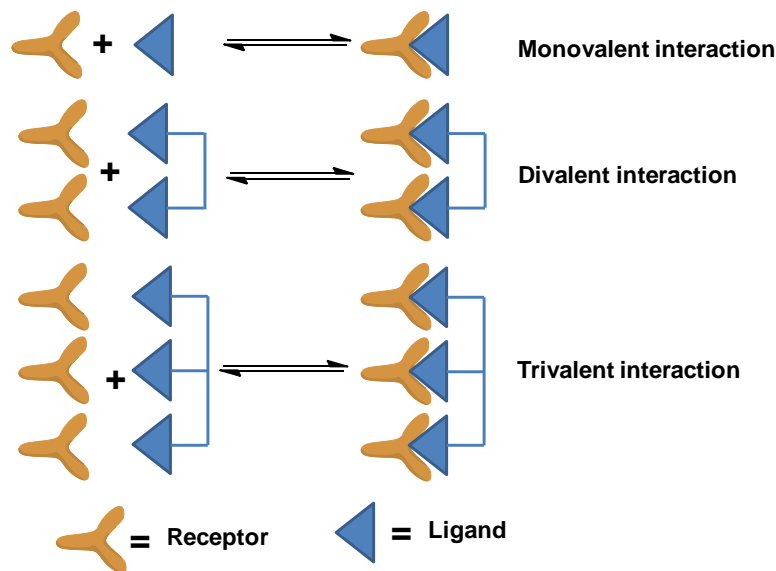 +
Monovalent interaction
+
Divalent interaction
+
Trivalent interaction
= Receptor
= Ligand